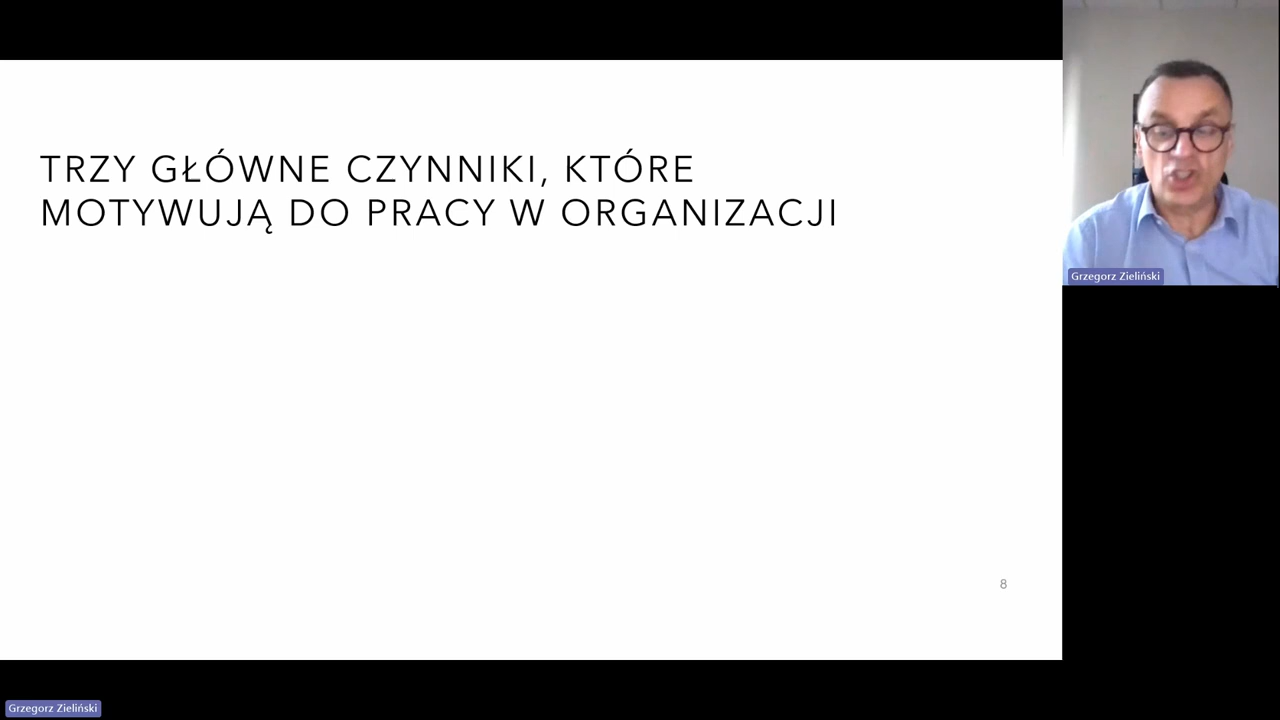 TRZY GŁÓWNE CZYNNIKI, KTÓRE
MOTYWUJĄ DO PRACY W ORGANIZACJI
Grzegorz Zieliński
8
Grzegorz Zieliński